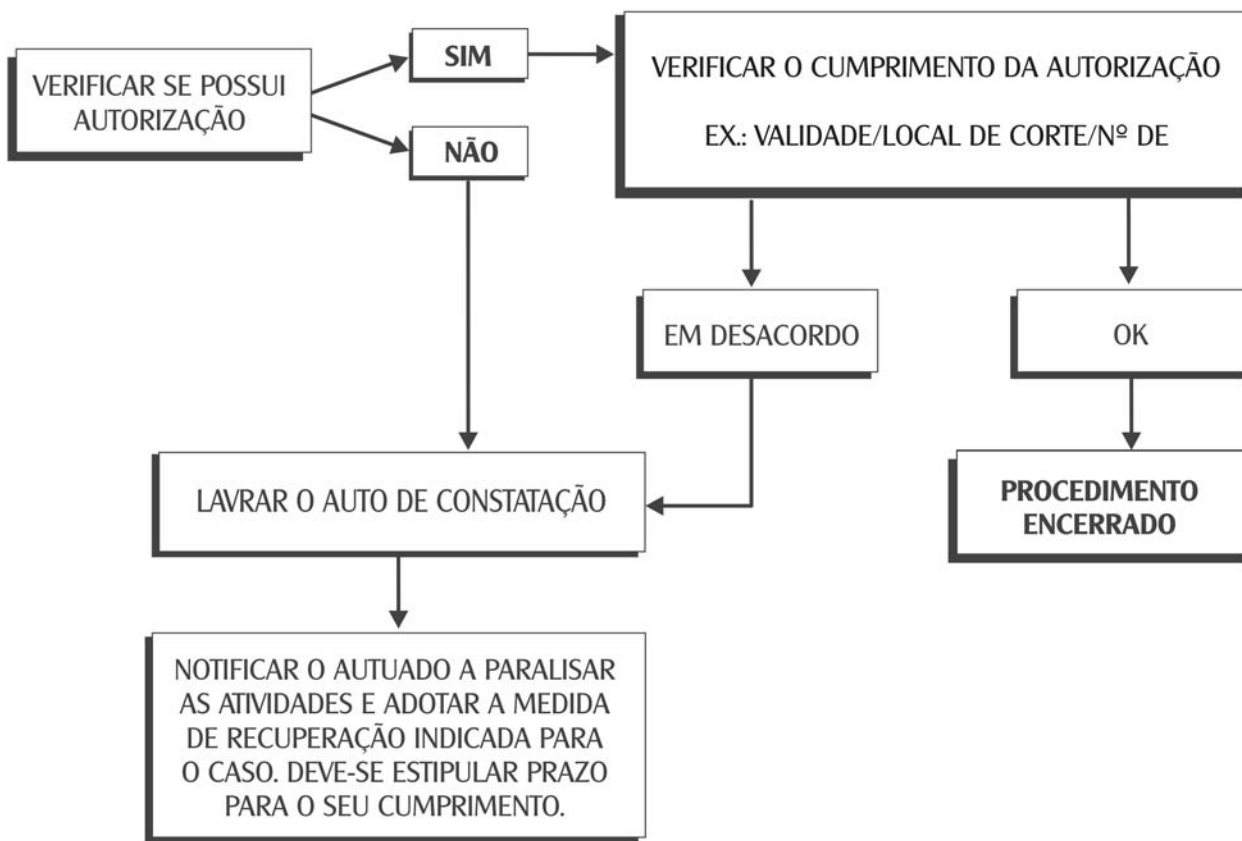 VERIFICAR SE POSSUI
AUTORIZAÇÃO
SIM
NÃO
VERIFICAR O CUMPRIMENTO DA AUTORIZAÇÃO
EX.: VALIDADE/LOCAL DE CORTE/Nº DE
EM DESACORDO
OK
LAVRAR O AUTO DE CONSTATAÇÃO
PROCEDIMENTO
ENCERRADO
NOTIFICAR O AUTUADO A PARALISAR
AS ATIVIDADES E ADOTAR A MEDIDA
DE RECUPERAÇÃO INDICADA PARA
O CASO. DEVE-SE ESTIPULAR PRAZO
PARA O SEU CUMPRIMENTO.